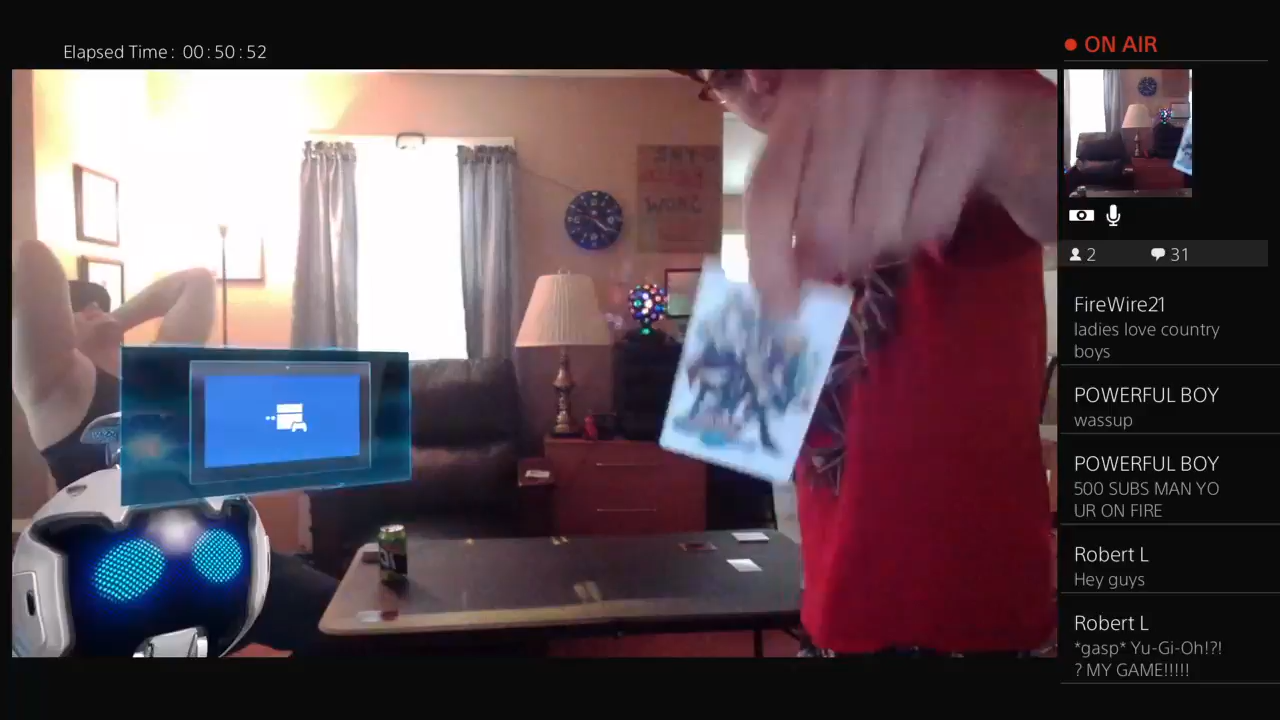 Elapsed Time: 00:50:52
ON AIR
2 31
FireWire21
ladies love country
boys
POWERFUL BOY
wassup
POWERFUL BOY
500 SUBS MAN YO
UR ON FIRE
Robert L
Hey guys
Robert L
*gasp* Yu-Gi-Oh!?!
? MY GAME!!!!!